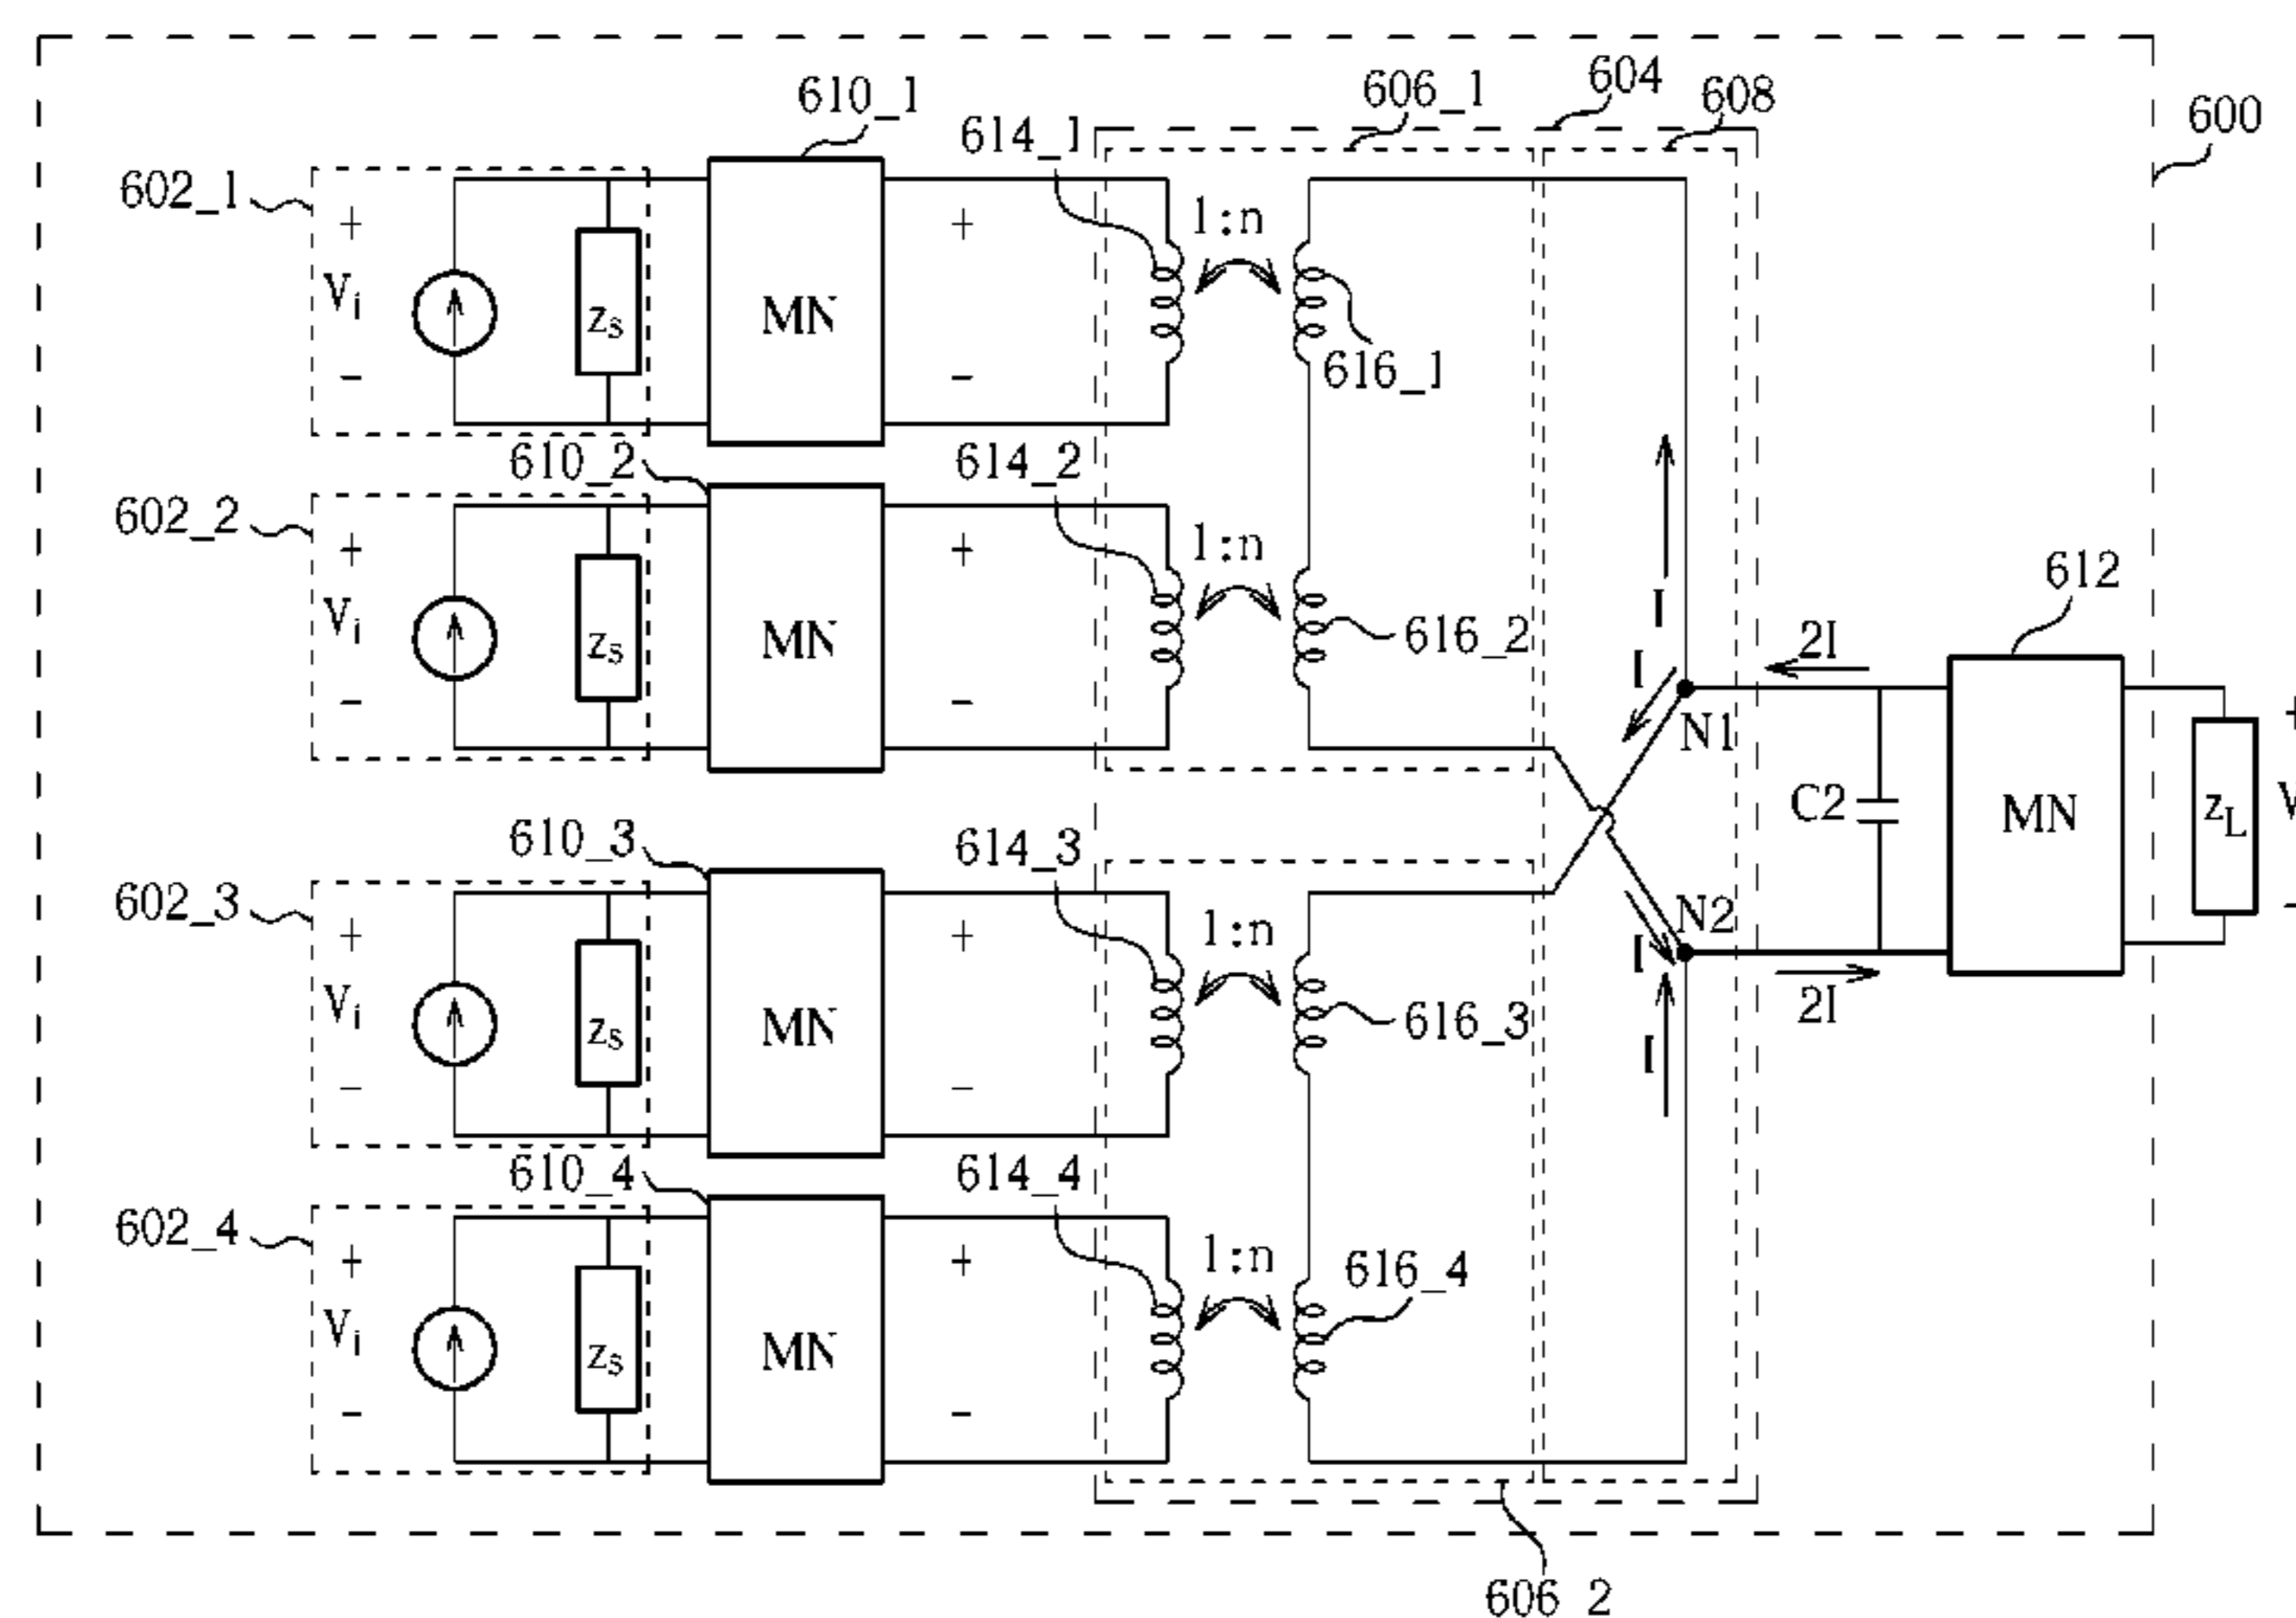 606_1
604
608
600
610_1
614_1
602_1
+
Vi
−
zs
MN
+
−
1:n
616_1
610_2
614_2
602_2
+
Vi
−
zs
MN
+
−
1:n
616_2
I
I
2I
N1
612
C2
MN
zL
+
V
−
610_3
614_3
602_3
+
Vi
−
zs
MN
+
−
1:n
616_3
N2
I
I
2I
610_4
614_4
602_4
+
Vi
−
zs
MN
+
−
1:n
616_4
606_2